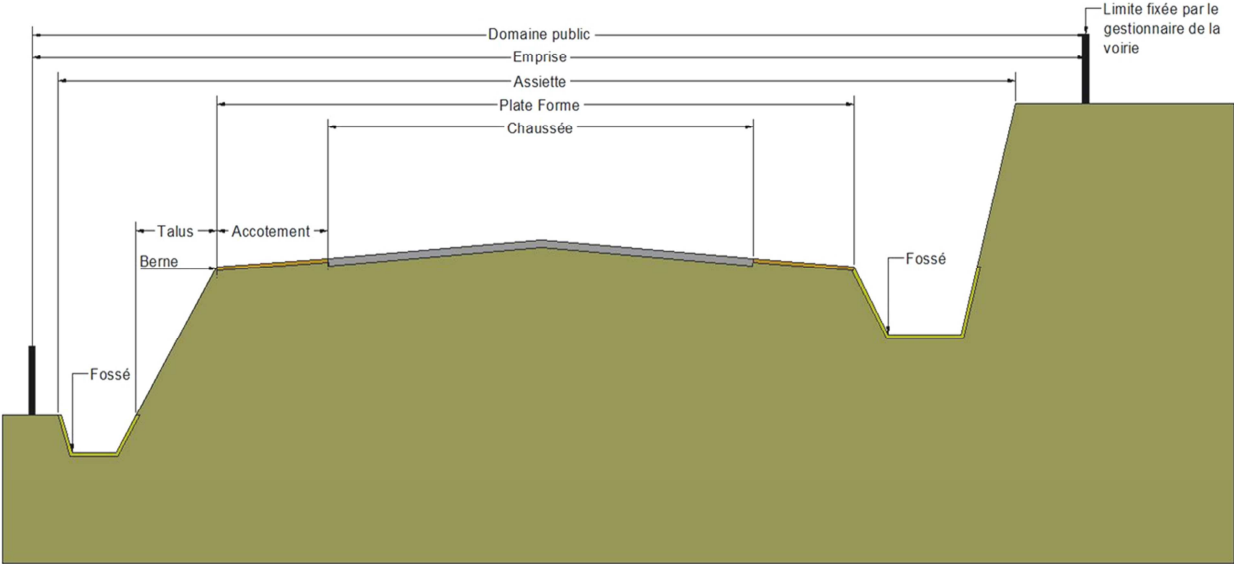 Limite fixée par le
gestionnaire de la
voirie
Domaine public
Emprise
Assiette
Plate Forme
Chaussée
Talus
Accotement
Berne
Fossé
Fossé